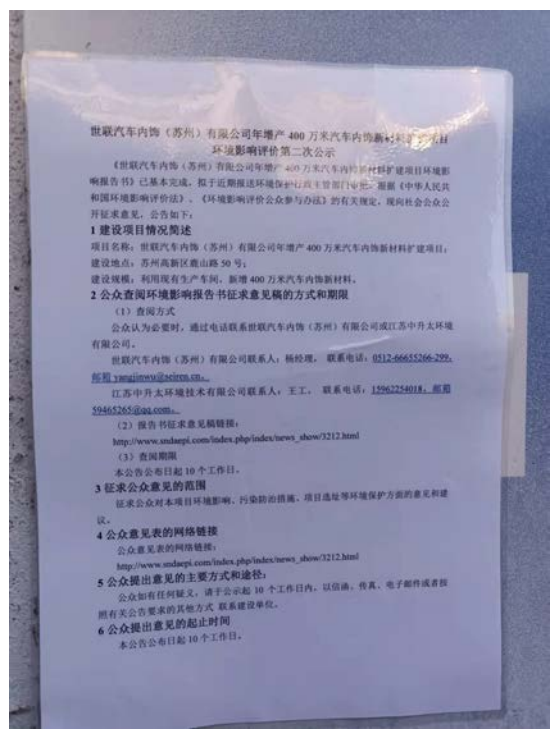 世联汽车内饰（苏州）有限公司年增产 400 万米汽车内饰新材料扩建项目
环境影响评价第二次公示
《世联汽车内饰（苏州）有限公司年增产 400 万米汽车内饰新材料扩建项目环境影
响报告书》已基本完成，拟于近期报送环境保护行政主管部门审批。根据《中华人民共
和国环境影响评价法》、《环境影响评价公众参与办法》的有关规定，现向社会公众公
开征求意见，公告如下：
1 建设项目情况简述
项目名称：世联汽车内饰（苏州）有限公司年增产 400 万米汽车内饰新材料扩建项目；
建设地点：苏州高新区鹿山路 50 号；
建设规模：利用现有生产车间，新增 400 万米汽车内饰新材料。
2 公众查阅环境影响报告书征求意见稿的方式和期限
（1）查阅方式
公众认为必要时，通过电话联系世联汽车内饰（苏州）有限公司或江苏中升太环境
有限公司。
世联汽车内饰（苏州）有限公司联系人：杨经理， 联系电话：0512-66655266-299，
邮箱 yangjinwu@seiren.cn。
江苏中升太环境技术有限公司联系人：王工， 联系电话：15962254018，邮箱
59465265@qq.com。
（2）报告书征求意见稿链接：
http://www.sndaepi.com/index.php/index/news_show/3212.html
（3）查阅期限
本公告公布日起 10 个工作日。
3 征求公众意见的范围
征求公众对本项目环境影响、污染防治措施、项目选址等环境保护方面的意见和建
议。
4 公众意见表的网络链接
公众意见表的网络链接：
http://www.sndaepi.com/index.php/index/news_show/3212.html
5 公众提出意见的主要方式和途径：
公众如有任何疑义，请于公示起 10 个工作日内，以信函、传真、电子邮件或者按
照有关公告要求的其他方式 联系建设单位。
6 公众提出意见的起止时间
本公告公布日起 10 个工作日。